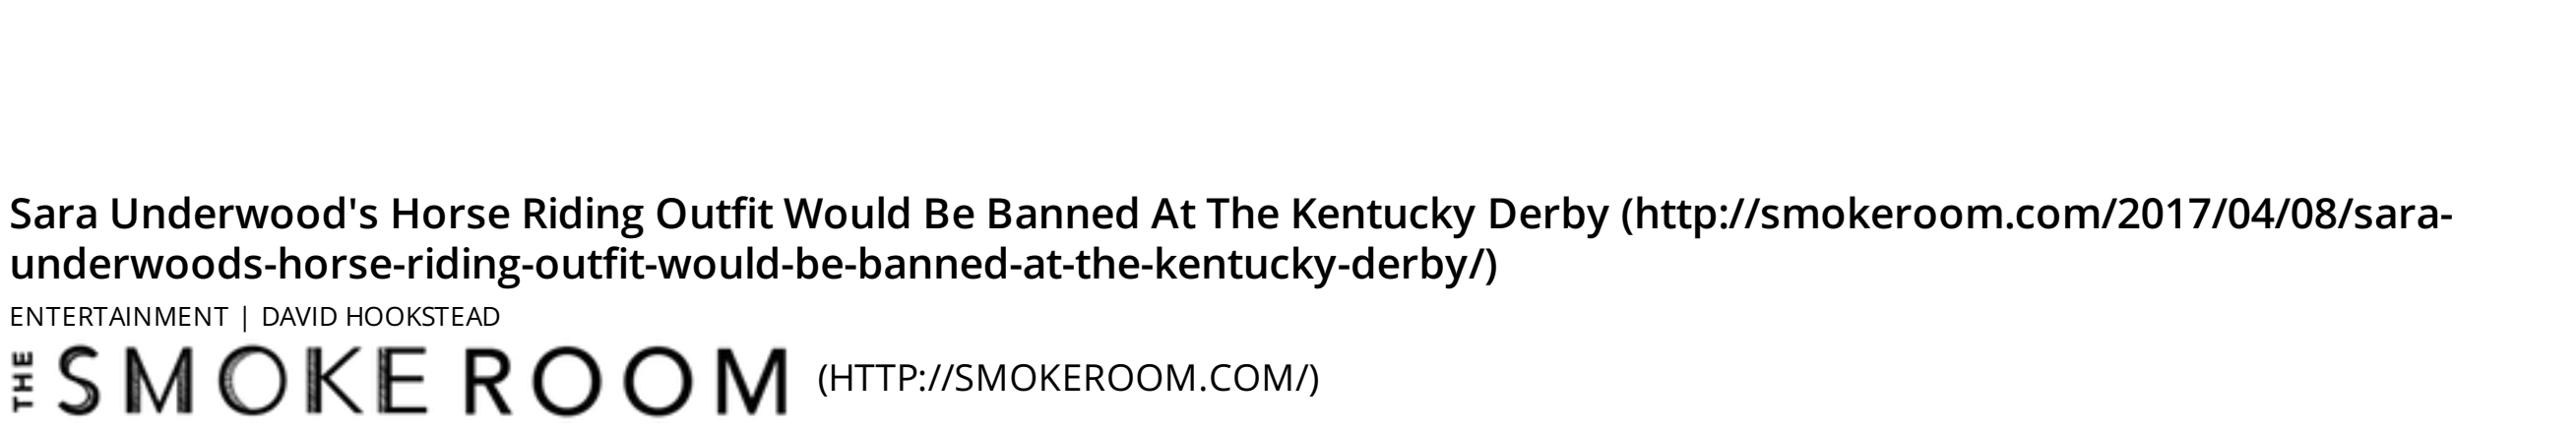 Sara Underwood's Horse Riding Outfit Would Be Banned At The Kentucky Derby (http://smokeroom.com/2017/04/08/sara-
underwoods-horse-riding-outfit-would-be-banned-at-the-kentucky-derby/)
ENTERTAINMENT | DAVID HOOKSTEAD
THE SMOKE ROOM (HTTP://SMOKEROOM.COM/)